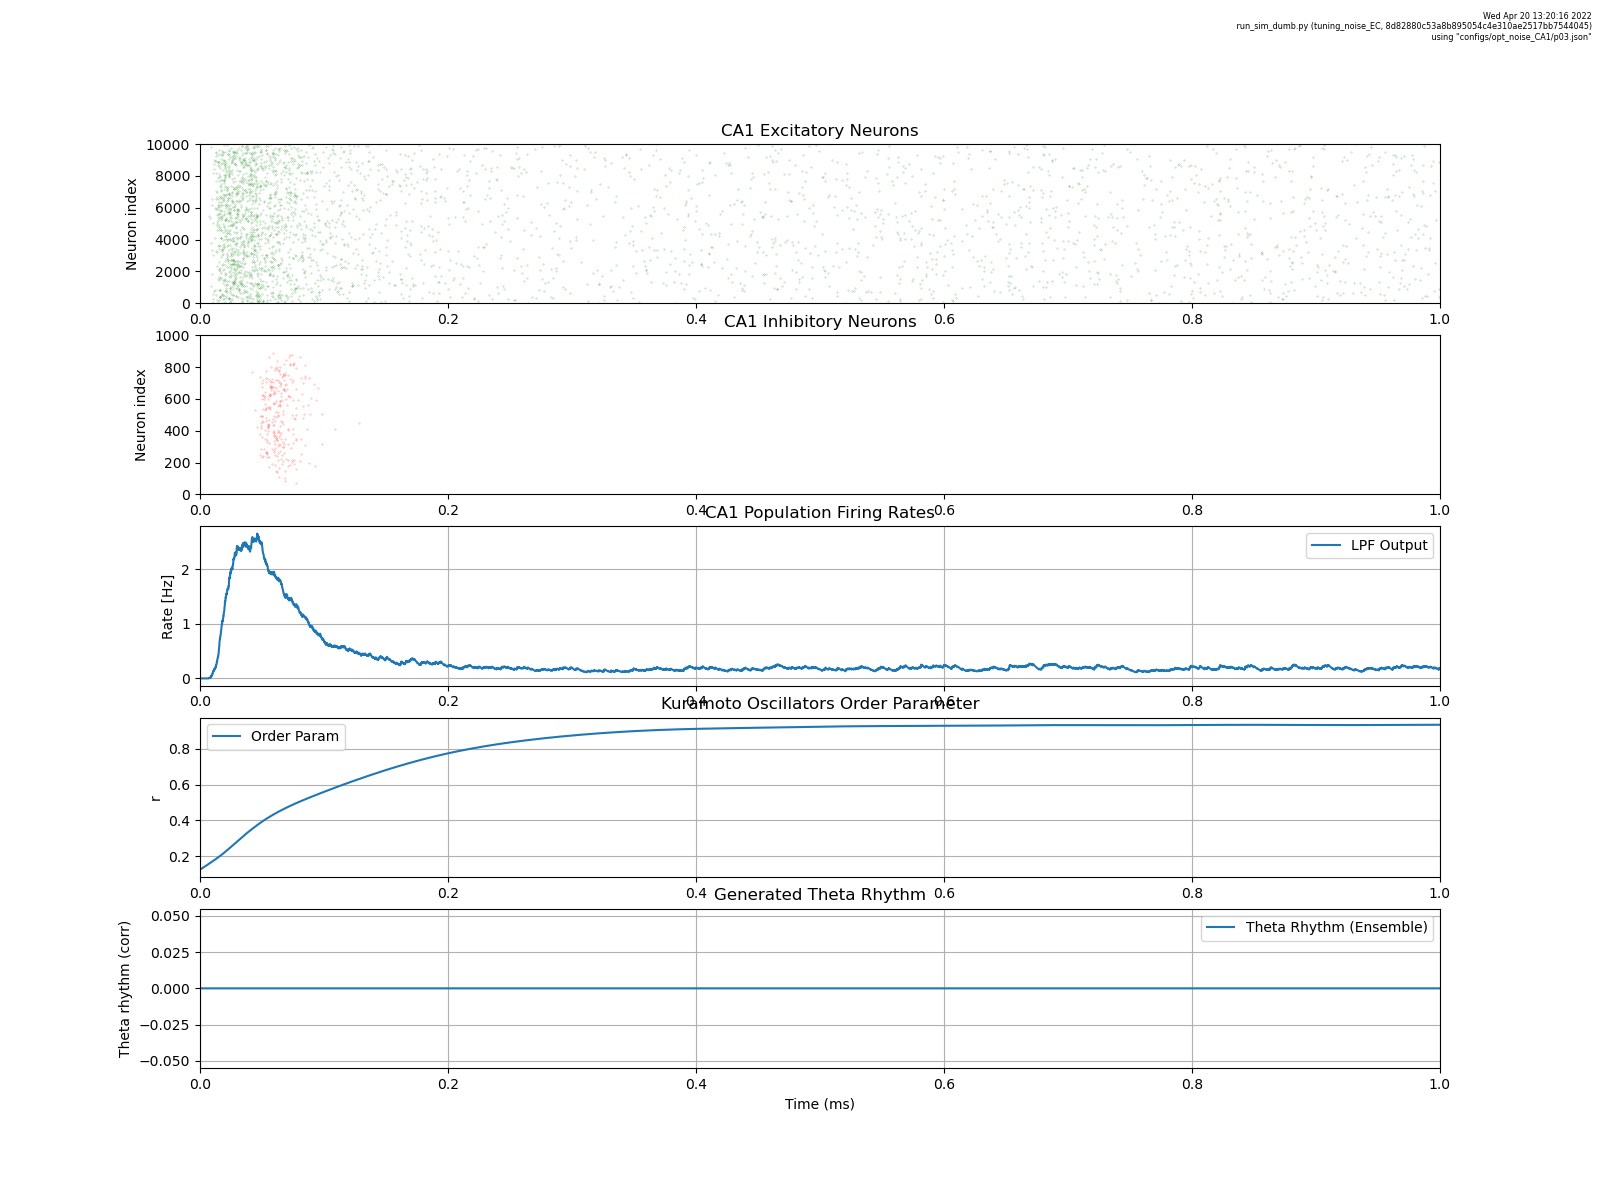 Wed Apr 20 13:20:16 2022
run_sim_dumb.py (tuning_noise_EC, 8d82880c53a8b895054c4e310ae2517bb7544045)
using "configs/opt_noise_CA1/p03.json"
CA1 Excitatory Neurons
Neuron index
10000
8000
6000
4000
2000
0
0.0 0.2 0.4 0.6 0.8 1.0
CA1 Inhibitory Neurons
Neuron index
1000
800
600
400
200
0
0.0 0.2 0.4 0.6 0.8 1.0
CA1 Population Firing Rates
LPF Output
Rate [Hz]
2
1
0
0.0 0.2 0.4 0.6 0.8 1.0
Kuramoto Oscillators Order Parameter
Order Param
r
0.8
0.6
0.4
0.2
0.0 0.2 0.4 0.6 0.8 1.0
Generated Theta Rhythm
Theta Rhythm (Ensemble)
Theta rhythm (corr)
0.050
0.025
0.000
−0.025
−0.050
0.0 0.2 0.4 0.6 0.8 1.0
Time (ms)